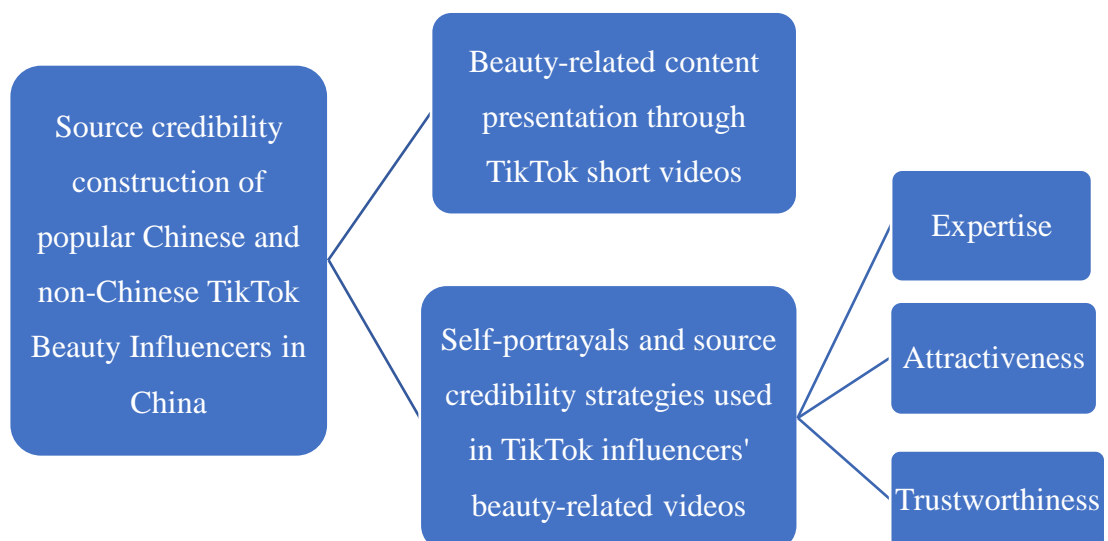 Source credibility
construction of
popular Chinese and
non-Chinese TikTok
Beauty Influencers in
China
Beauty-related content
presentation through
TikTok short videos
Self-portrayals and source
credibility strategies used
in TikTok influencers'
beauty-related videos
Expertise
Attractiveness
Trustworthiness